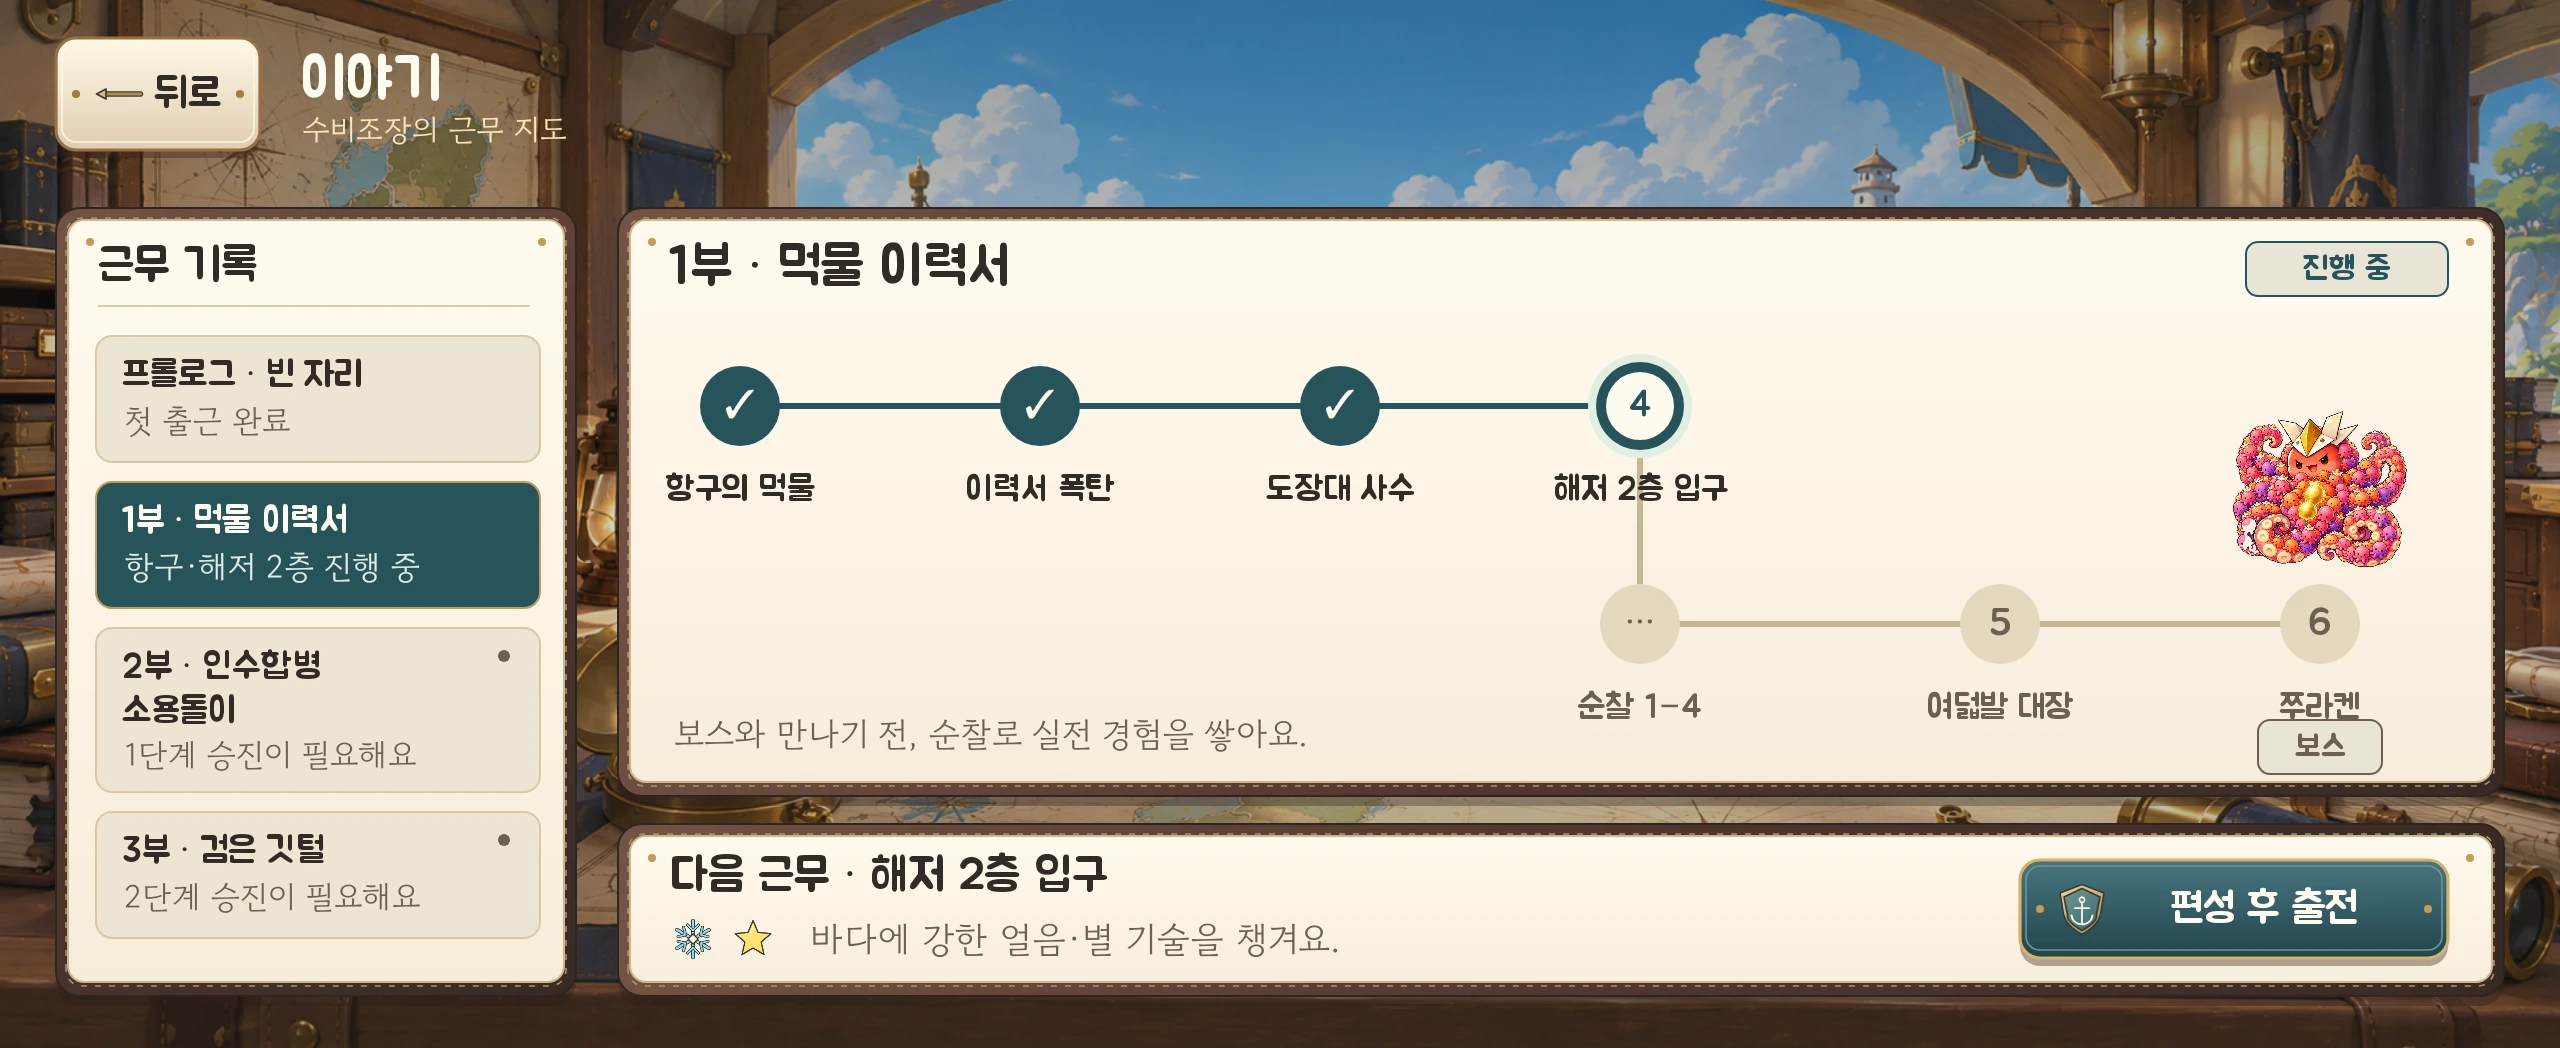 ← 뒤로
이야기
수비조장의 근무 지도
근무 기록
프롤로그 · 빈 자리
첫 출근 완료
1부 · 먹물 이력서
항구·해저 2층 진행 중
2부 · 인수합병
소용돌이
1단계 승진이 필요해요
3부 · 검은 깃털
2단계 승진이 필요해요
1부 · 먹물 이력서
진행 중
✓ ✓ ✓ 4
항구의 먹물
이력서 폭탄
도장대 사수
해저 2층 입구
... 5 6
순찰 1–4
여덟발 대장
쭈라켄
보스
보스와 만나기 전, 순찰로 실전 경험을 쌓아요.
다음 근무 · 해저 2층 입구
바다에 강한 얼음·별 기술을 챙겨요.
편성 후 출전